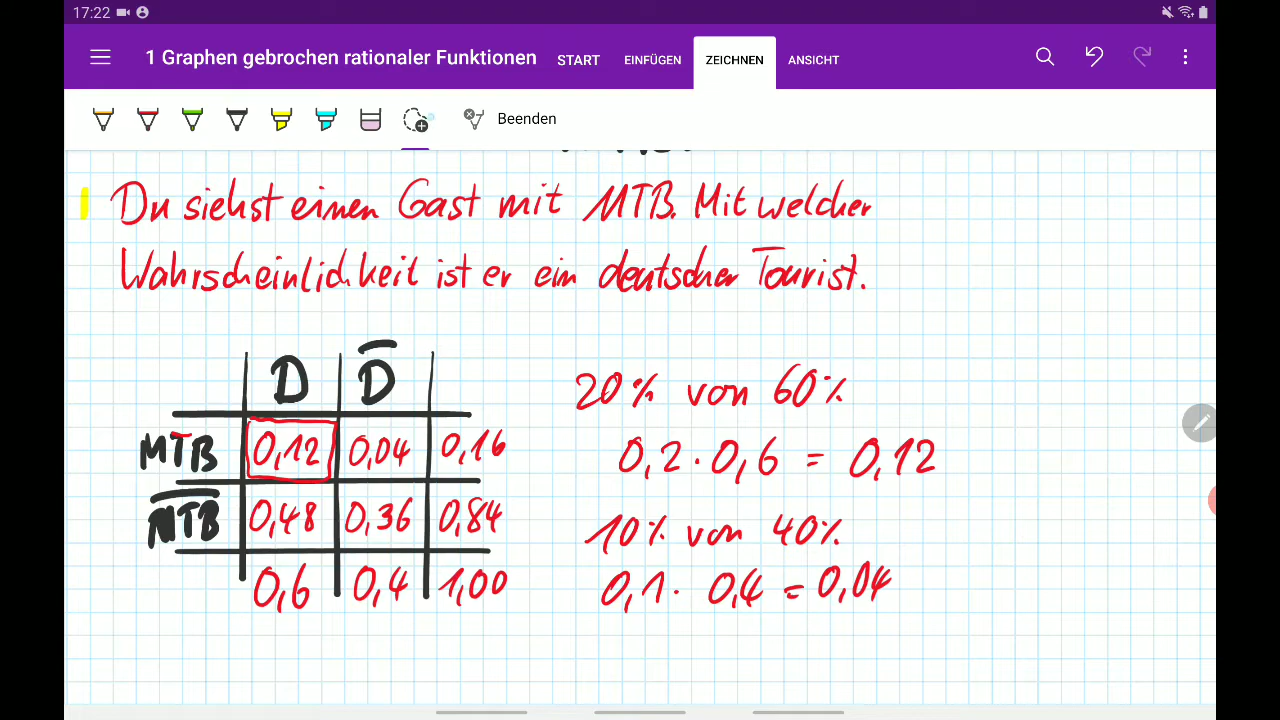 17:22
1 Graphen gebrochen rationaler Funktionen START EINFÜGEN ZEICHNEN ANSICHT
Beenden
Du siehst einen Gast mit MTB. Mit welcher
Wahrscheinlichkeit ist er ein deutscher Tourist.
D D̅
MTB 0,12 0,04 0,16
M̅T̅B̅ 0,48 0,36 0,84
0,6 0,4 1,00
20% von 60%
0,2 · 0,6 = 0,12
10% von 40%
0,1 · 0,4 = 0,04